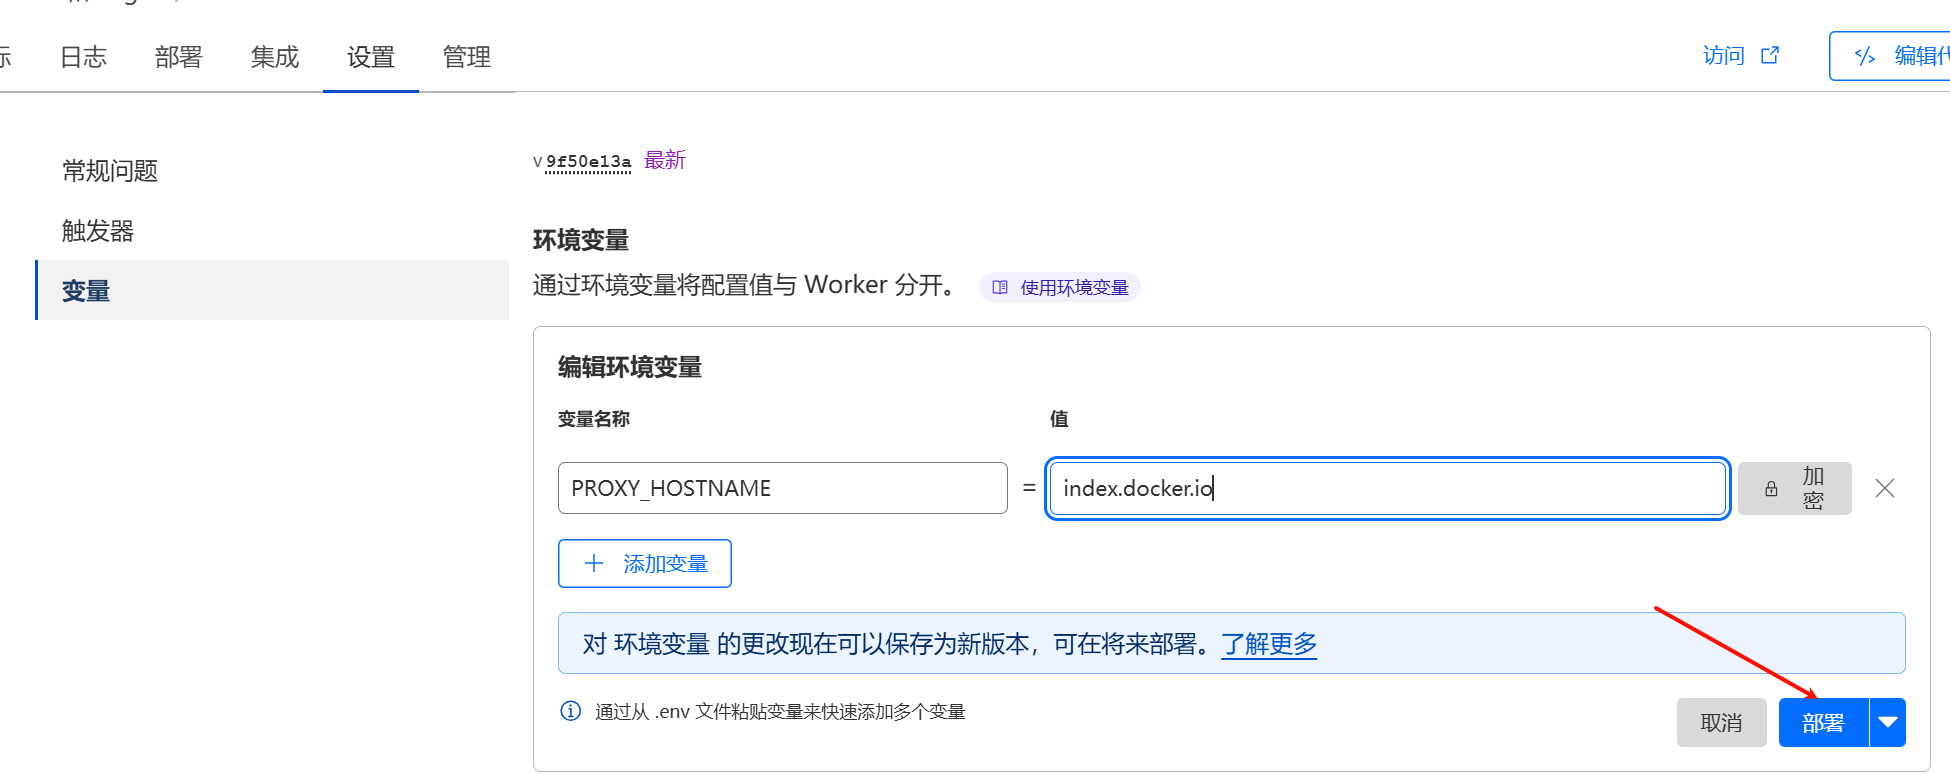 日志 部署 集成 设置 管理 访问
常规问题
触发器
变量
v 9f50e13a 最新
环境变量
通过环境变量将配置值与 Worker 分开。 使用环境变量
编辑环境变量
变量名称 值
PROXY_HOSTNAME = index.docker.io 加密
添加变量
对 环境变量 的更改现在可以保存为新版本，可在将来部署。了解更多
通过从 .env 文件粘贴变量来快速添加多个变量
取消 部署